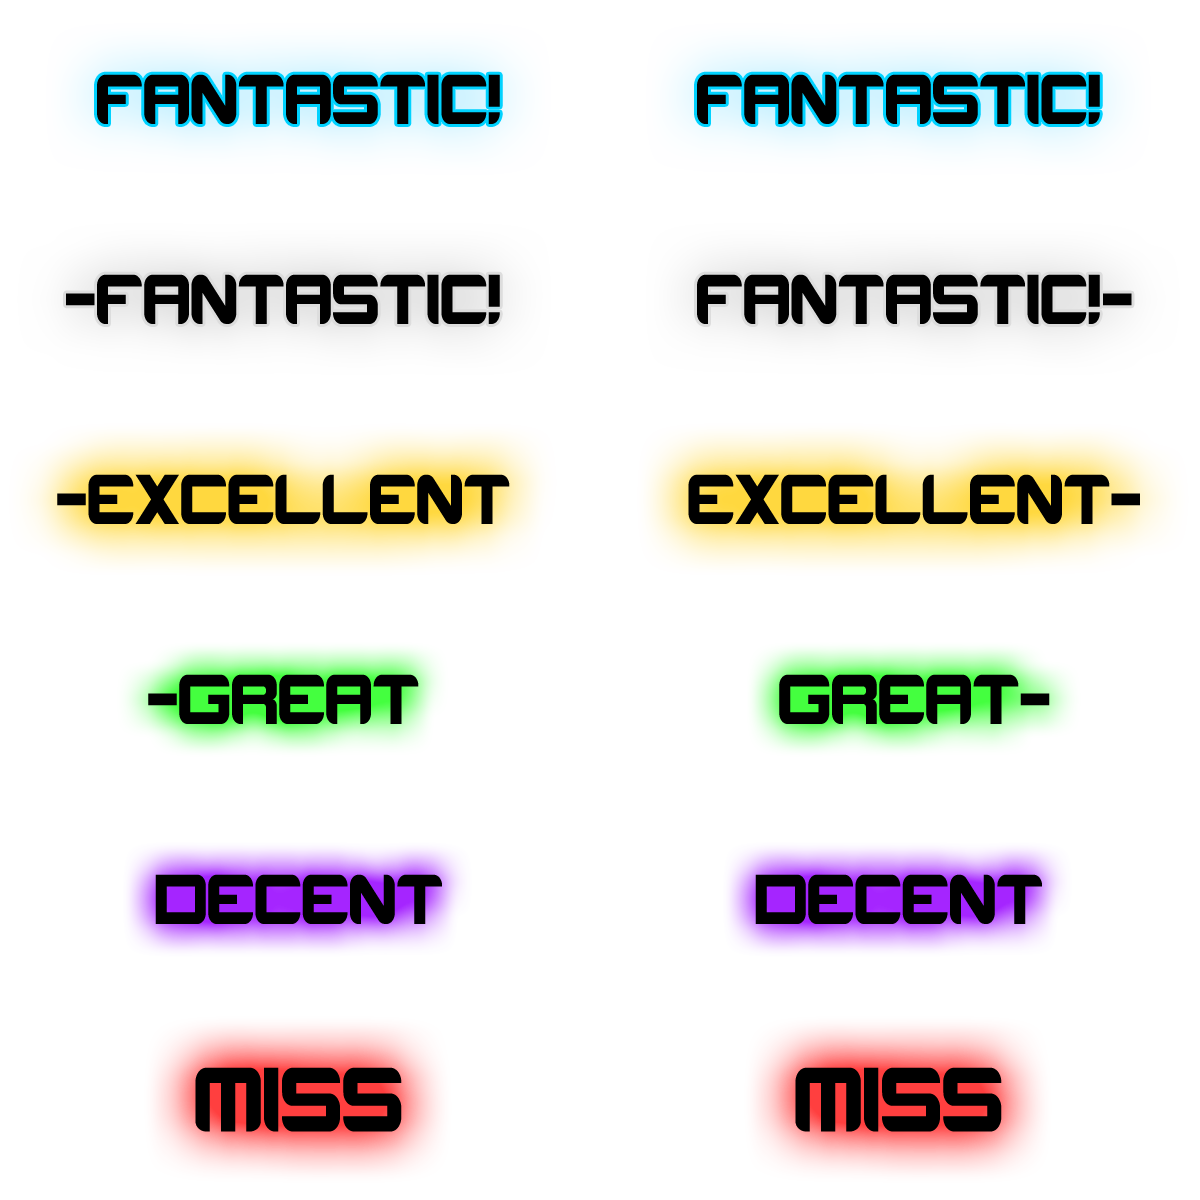 FANTASTIC! FANTASTIC!
-FANTASTIC! FANTASTIC!-
-EXCELLENT EXCELLENT-
-GREAT GREAT-
DECENT DECENT
MISS MISS